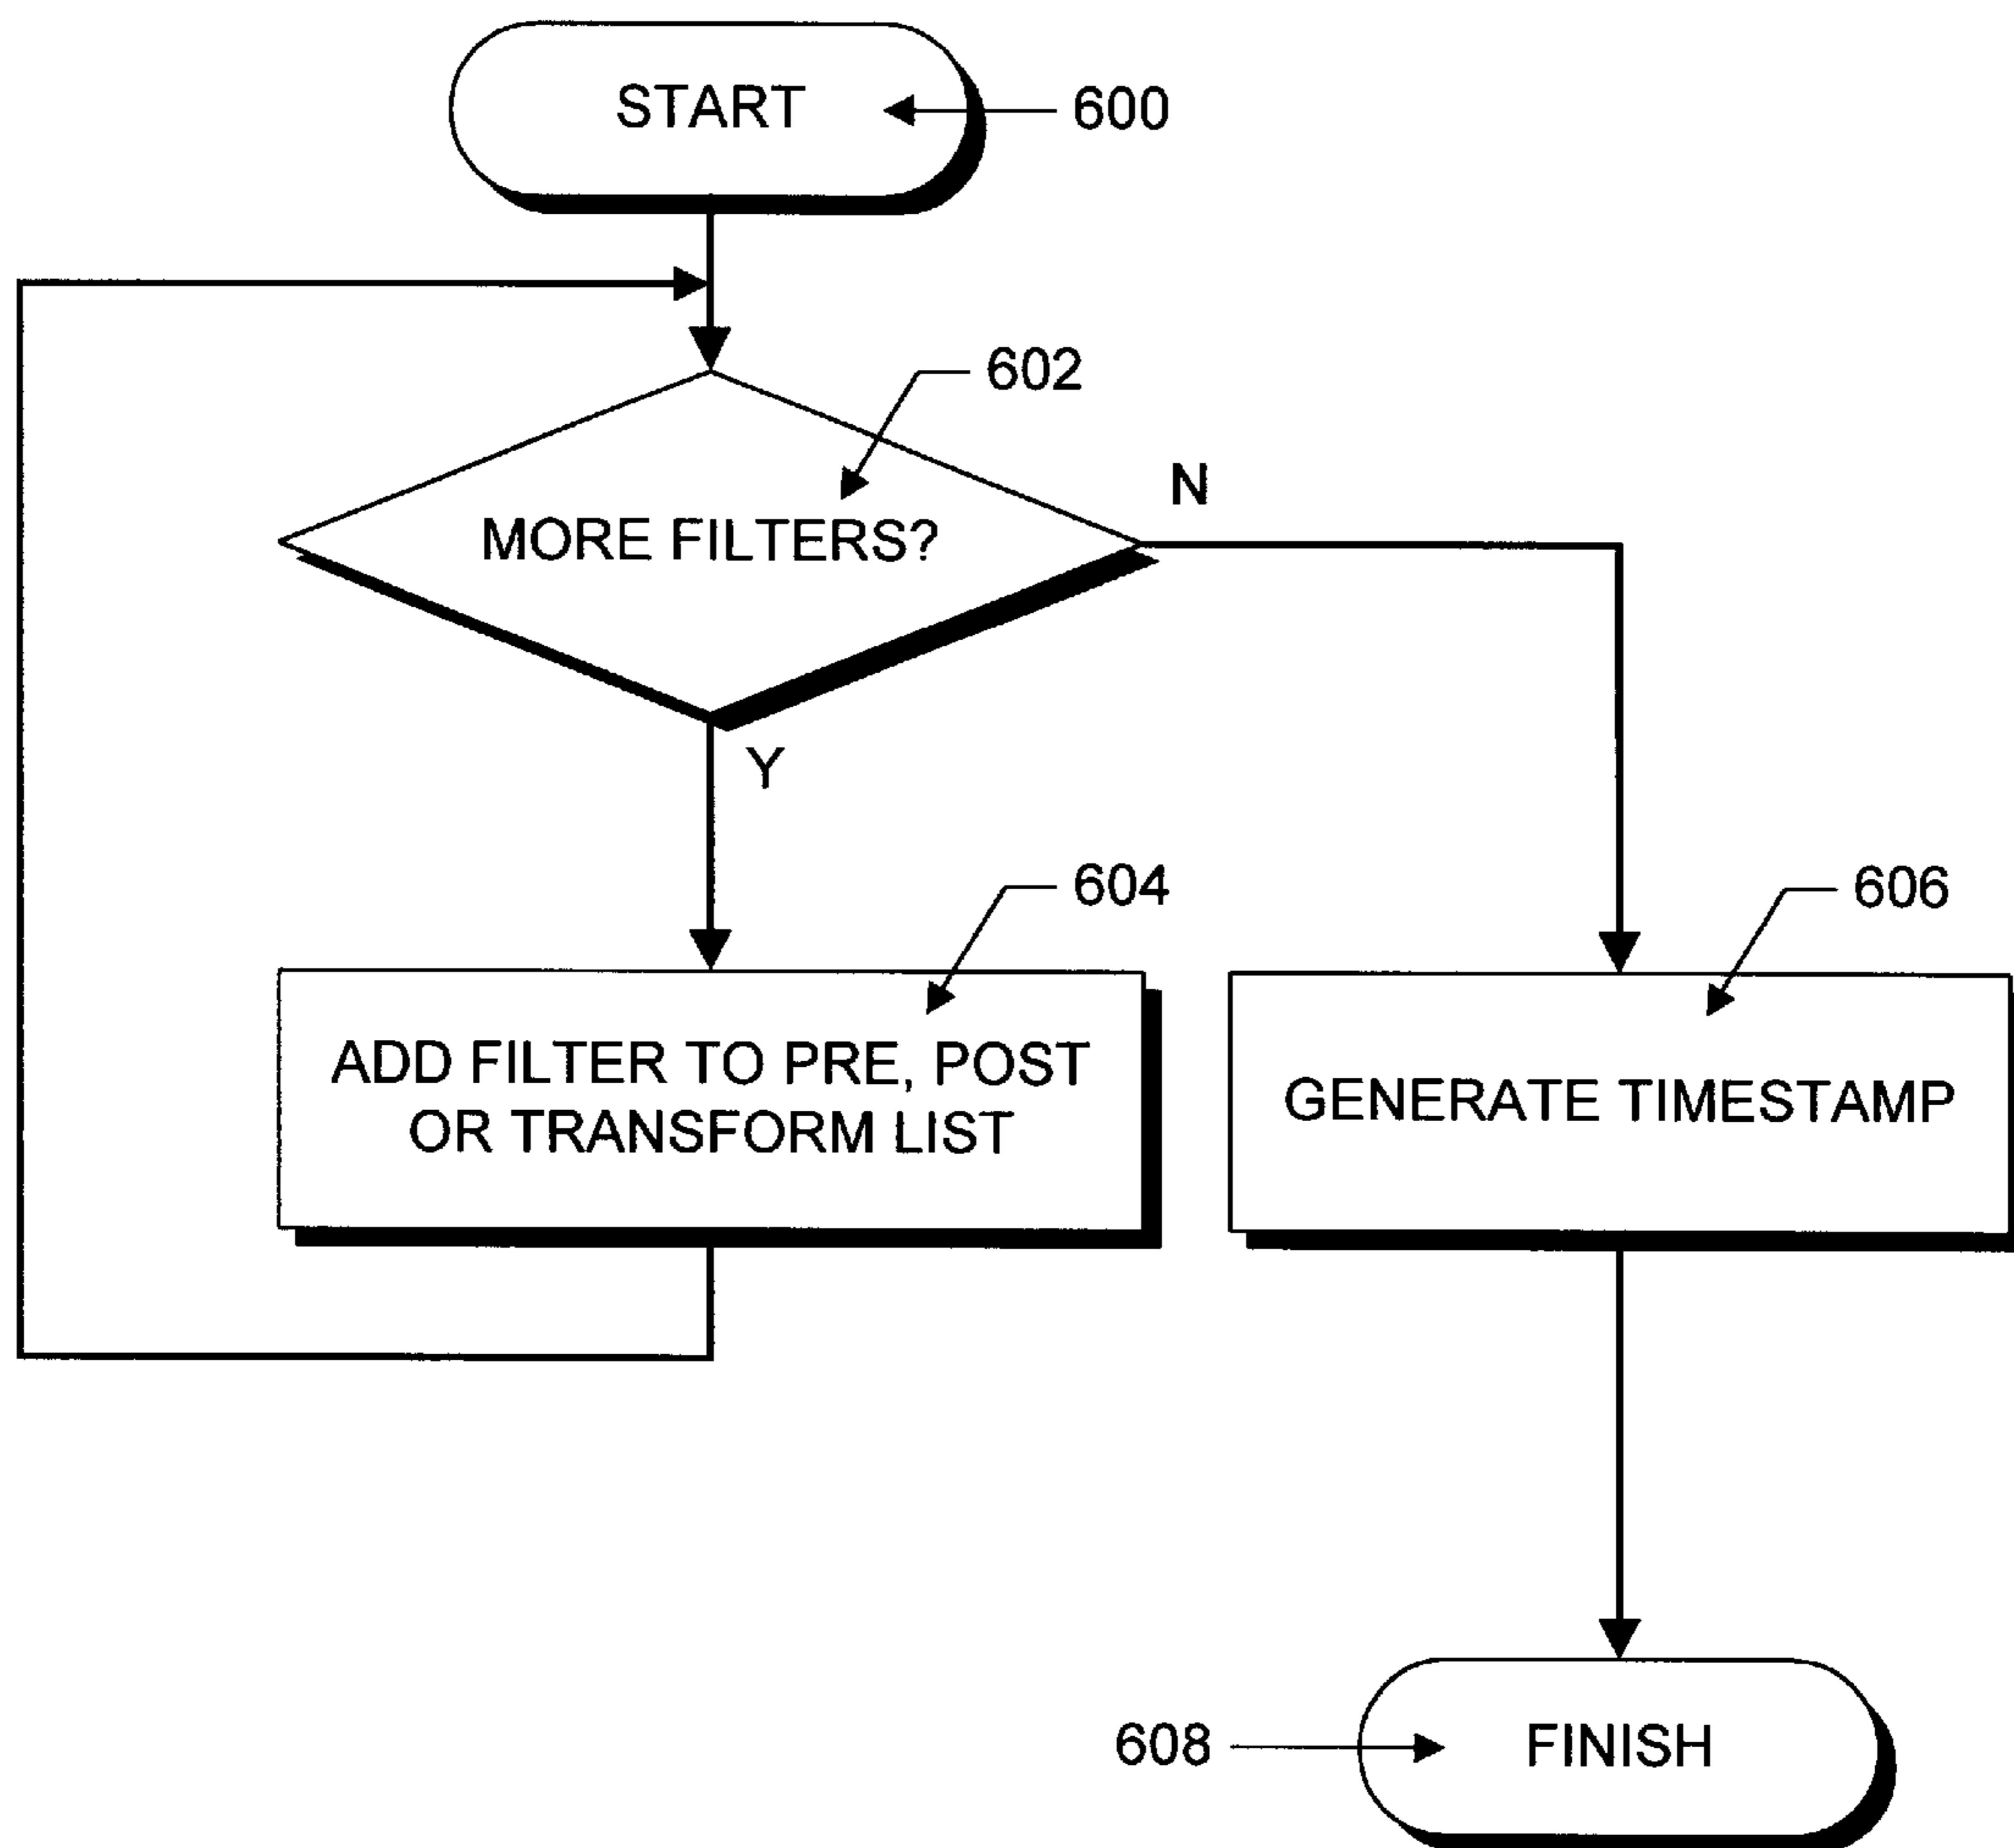 START
600
602
N
MORE FILTERS?
Y
604
606
ADD FILTER TO PRE, POST
OR TRANSFORM LIST
GENERATE TIMESTAMP
608
FINISH